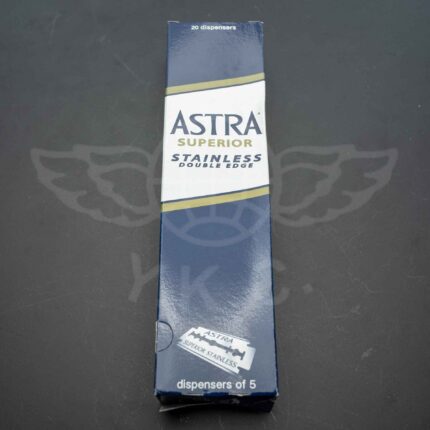 20 dispensers
ASTRA
SUPERIOR
STAINLESS
DOUBLE EDGE
Y.K.C.
ASTRA
SUPERIOR STAINLESS
dispensers of 5